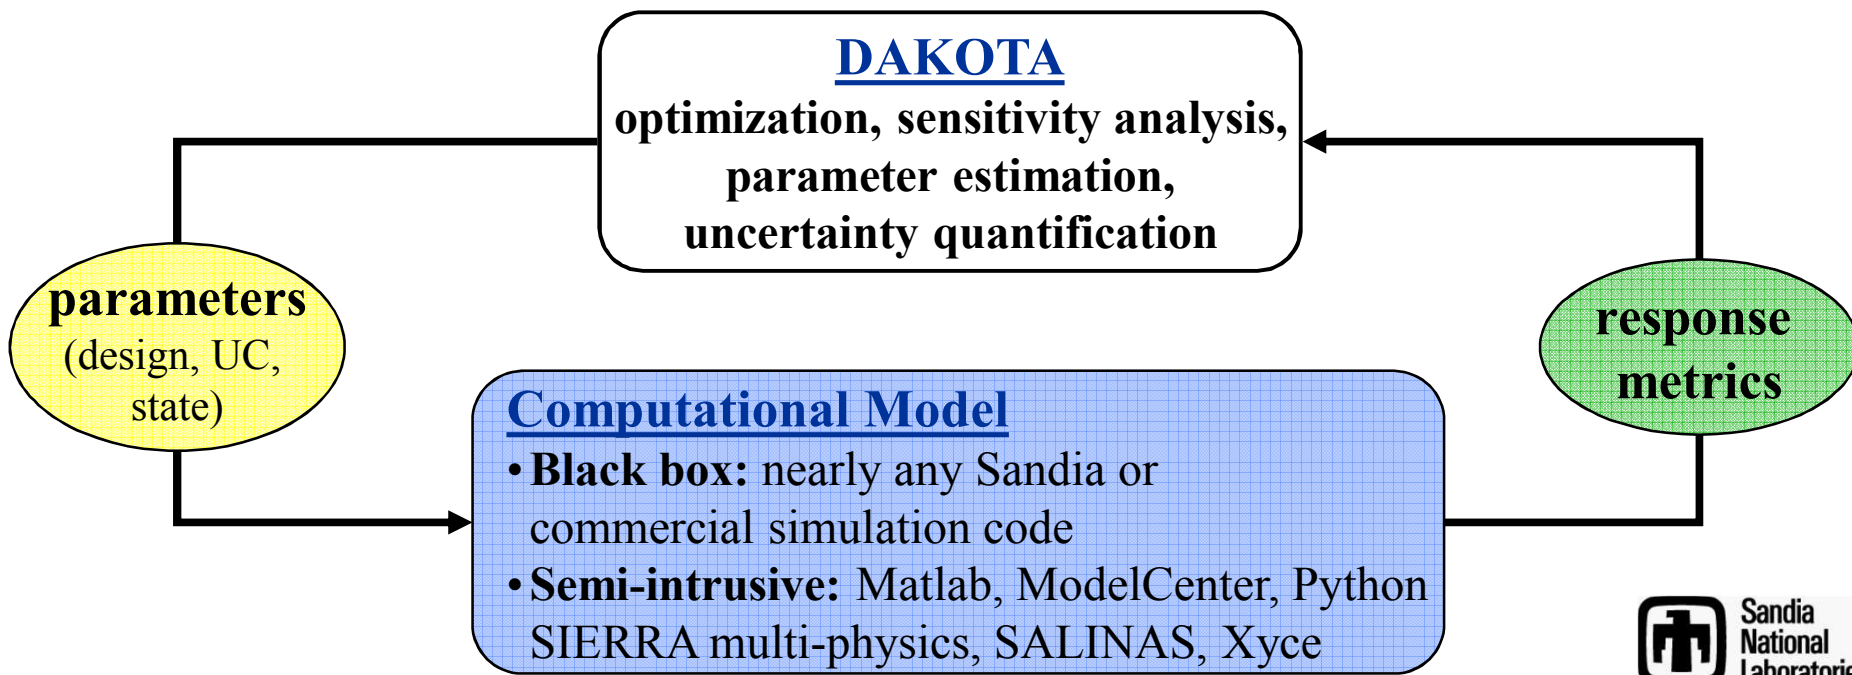 DAKOTA
optimization, sensitivity analysis,
parameter estimation,
uncertainty quantification
parameters
(design, UC,
state)
response
metrics
Computational Model
• Black box: nearly any Sandia or
commercial simulation code
• Semi-intrusive: Matlab, ModelCenter, Python
SIERRA multi-physics, SALINAS, Xyce
Sandia
National
Laboratorie